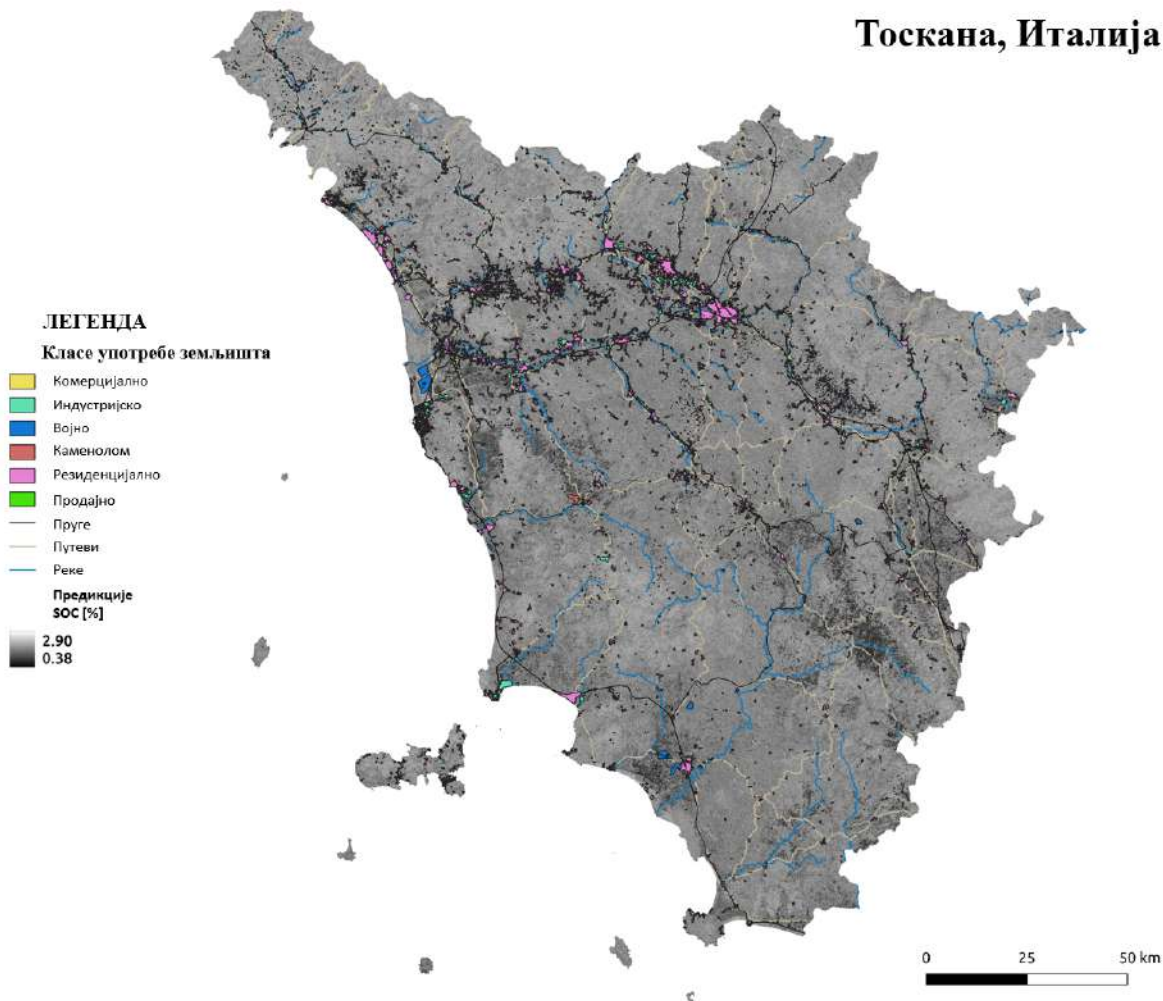 Тоскана, Италија
ЛЕГЕНДА
Класе употребе земљишта
Комерцијално
Индустријско
Војно
Каменолом
Резиденцијално
Продајно
Пруге
Путеви
Реке
Предикције
SOC [%]
2.90
0.38
0 25 50 km